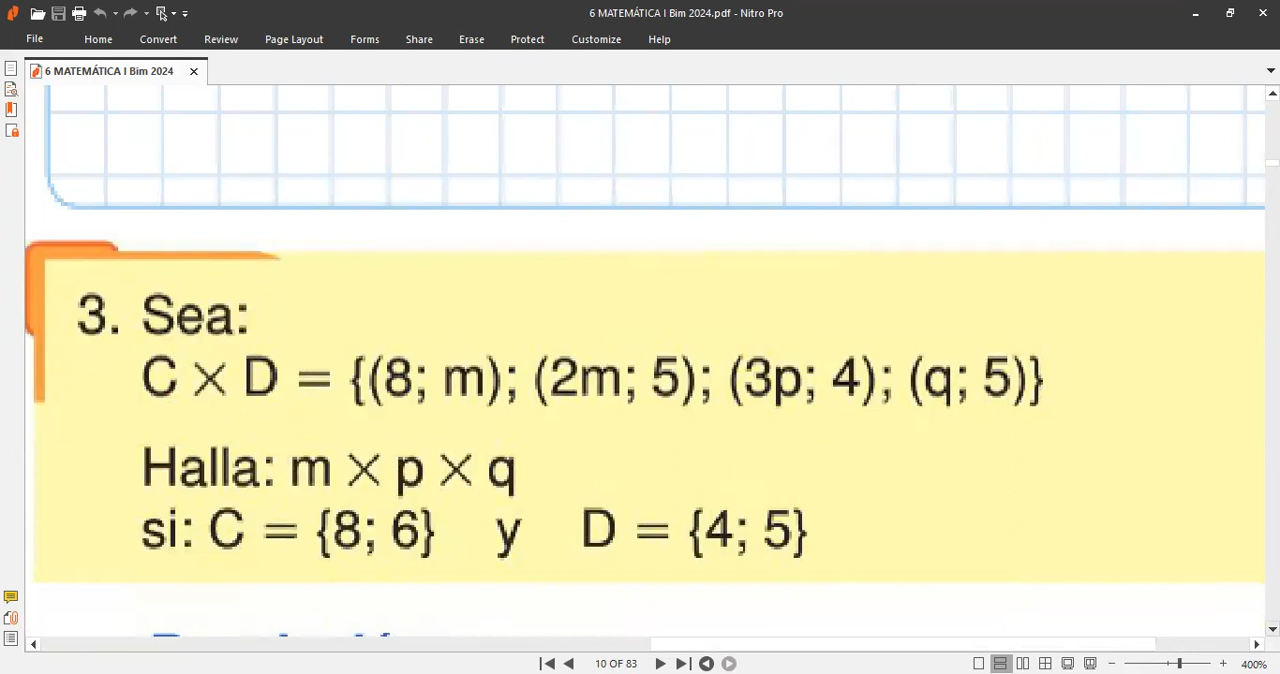 6 MATEMÁTICA I Bim 2024.pdf - Nitro Pro
File Home Convert Review Page Layout Forms Share Erase Protect Customize Help
6 MATEMÁTICA I Bim 2024
3. Sea:
C × D = {(8; m); (2m; 5); (3p; 4); (q; 5)}
Halla: m × p × q
si: C = {8; 6} y D = {4; 5}
10 OF 83
400%